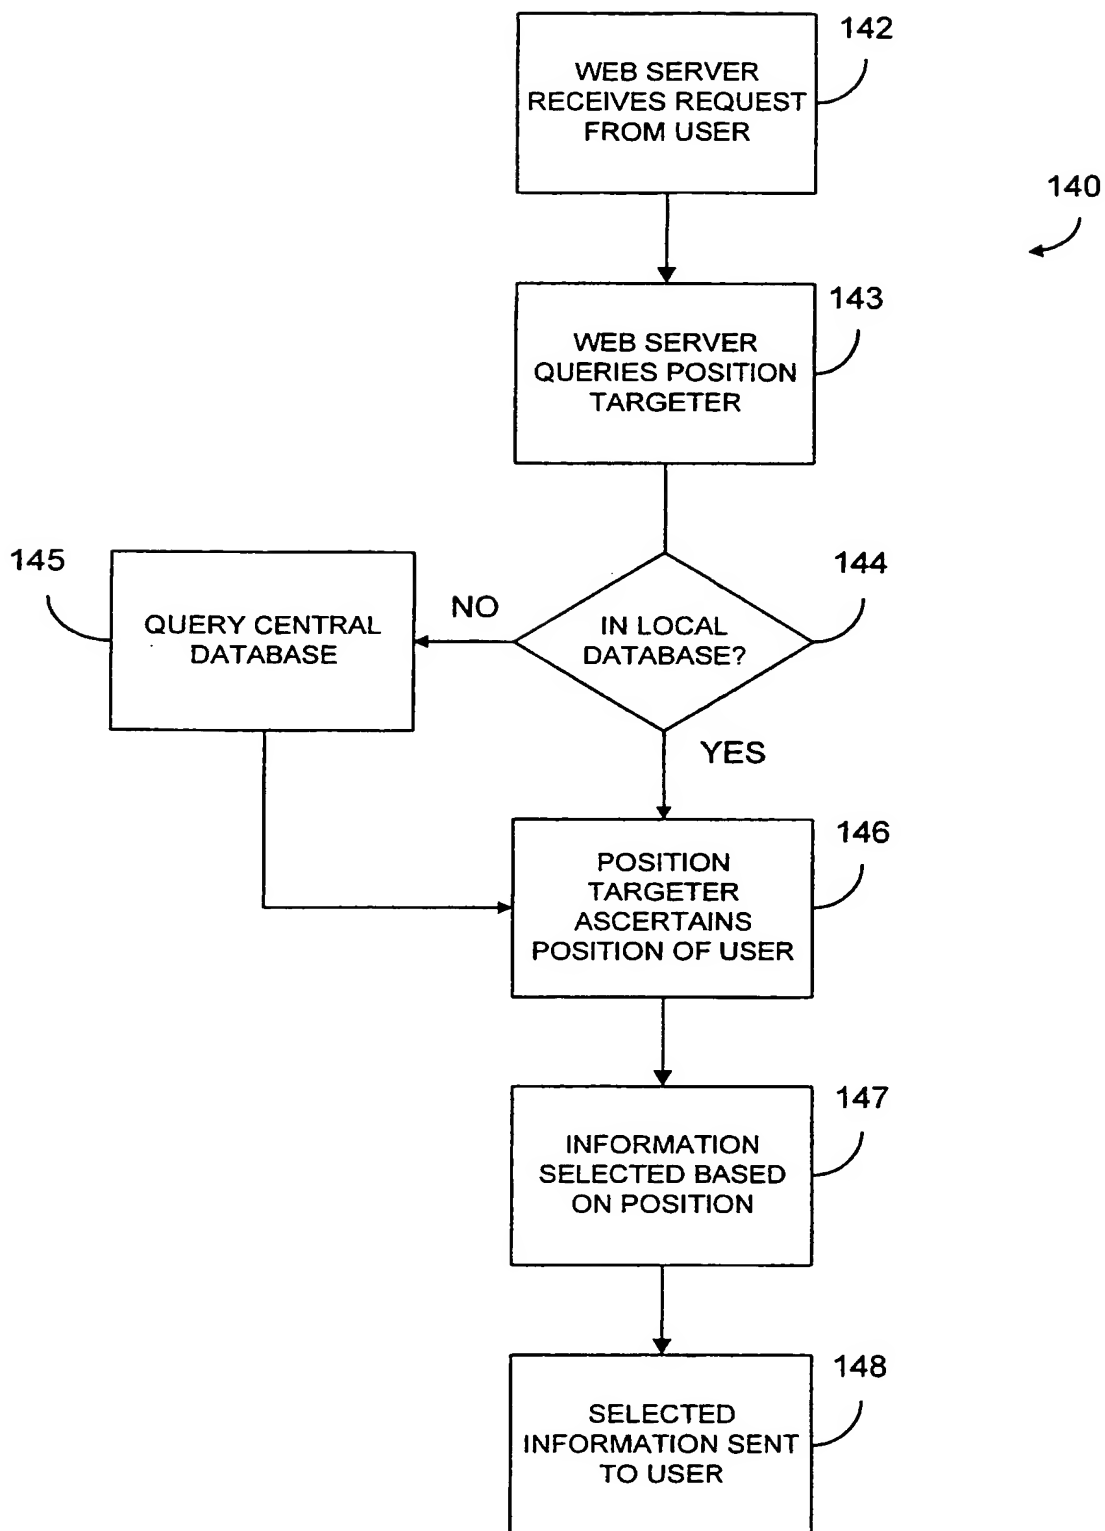 142
WEB SERVER
RECEIVES REQUEST
FROM USER
140
143
WEB SERVER
QUERIES POSITION
TARGETER
145
QUERY CENTRAL
DATABASE
NO
144
IN LOCAL
DATABASE?
YES
146
POSITION
TARGETER
ASCERTAINS
POSITION OF USER
147
INFORMATION
SELECTED BASED
ON POSITION
148
SELECTED
INFORMATION SENT
TO USER